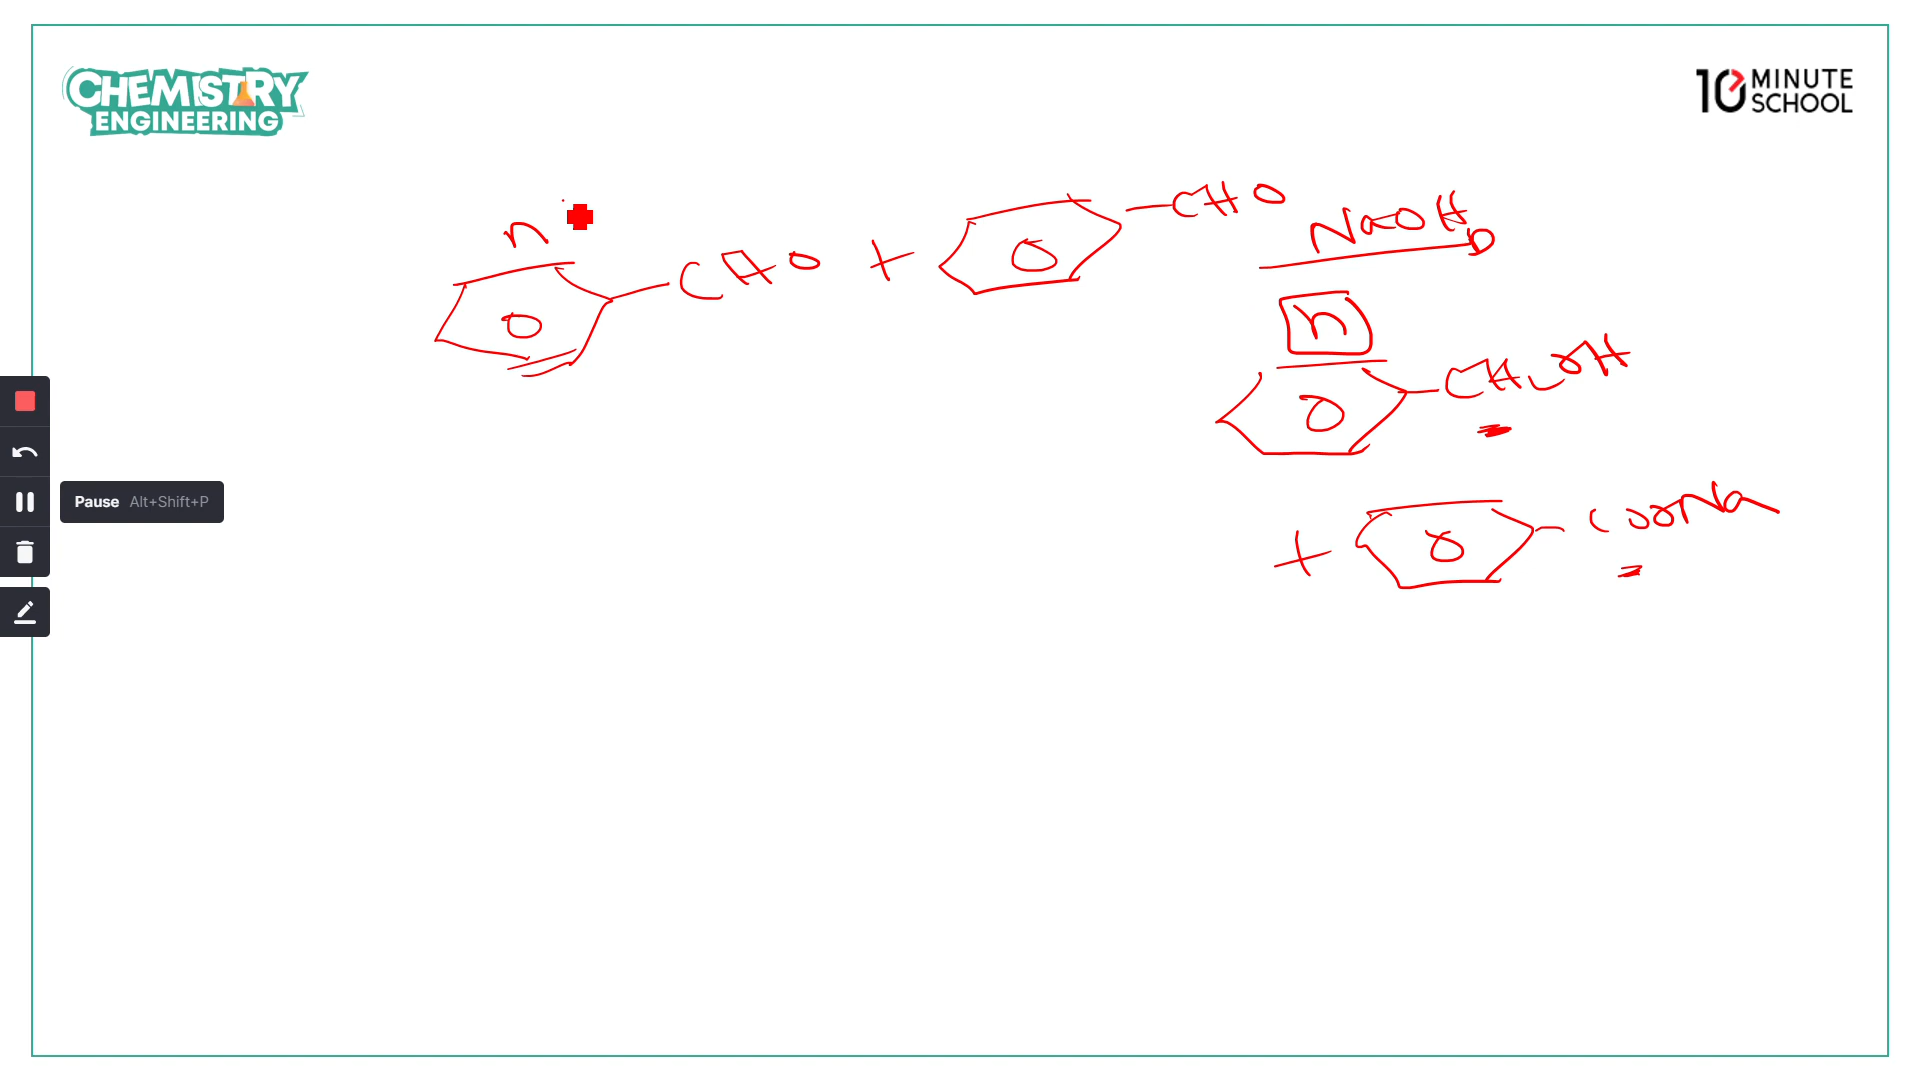 CHEMISTRY
ENGINEERING
10 MINUTE
SCHOOL
n
CHO + CHO
NaOH
n
CH2OH
+ COONa
Pause Alt+Shift+P